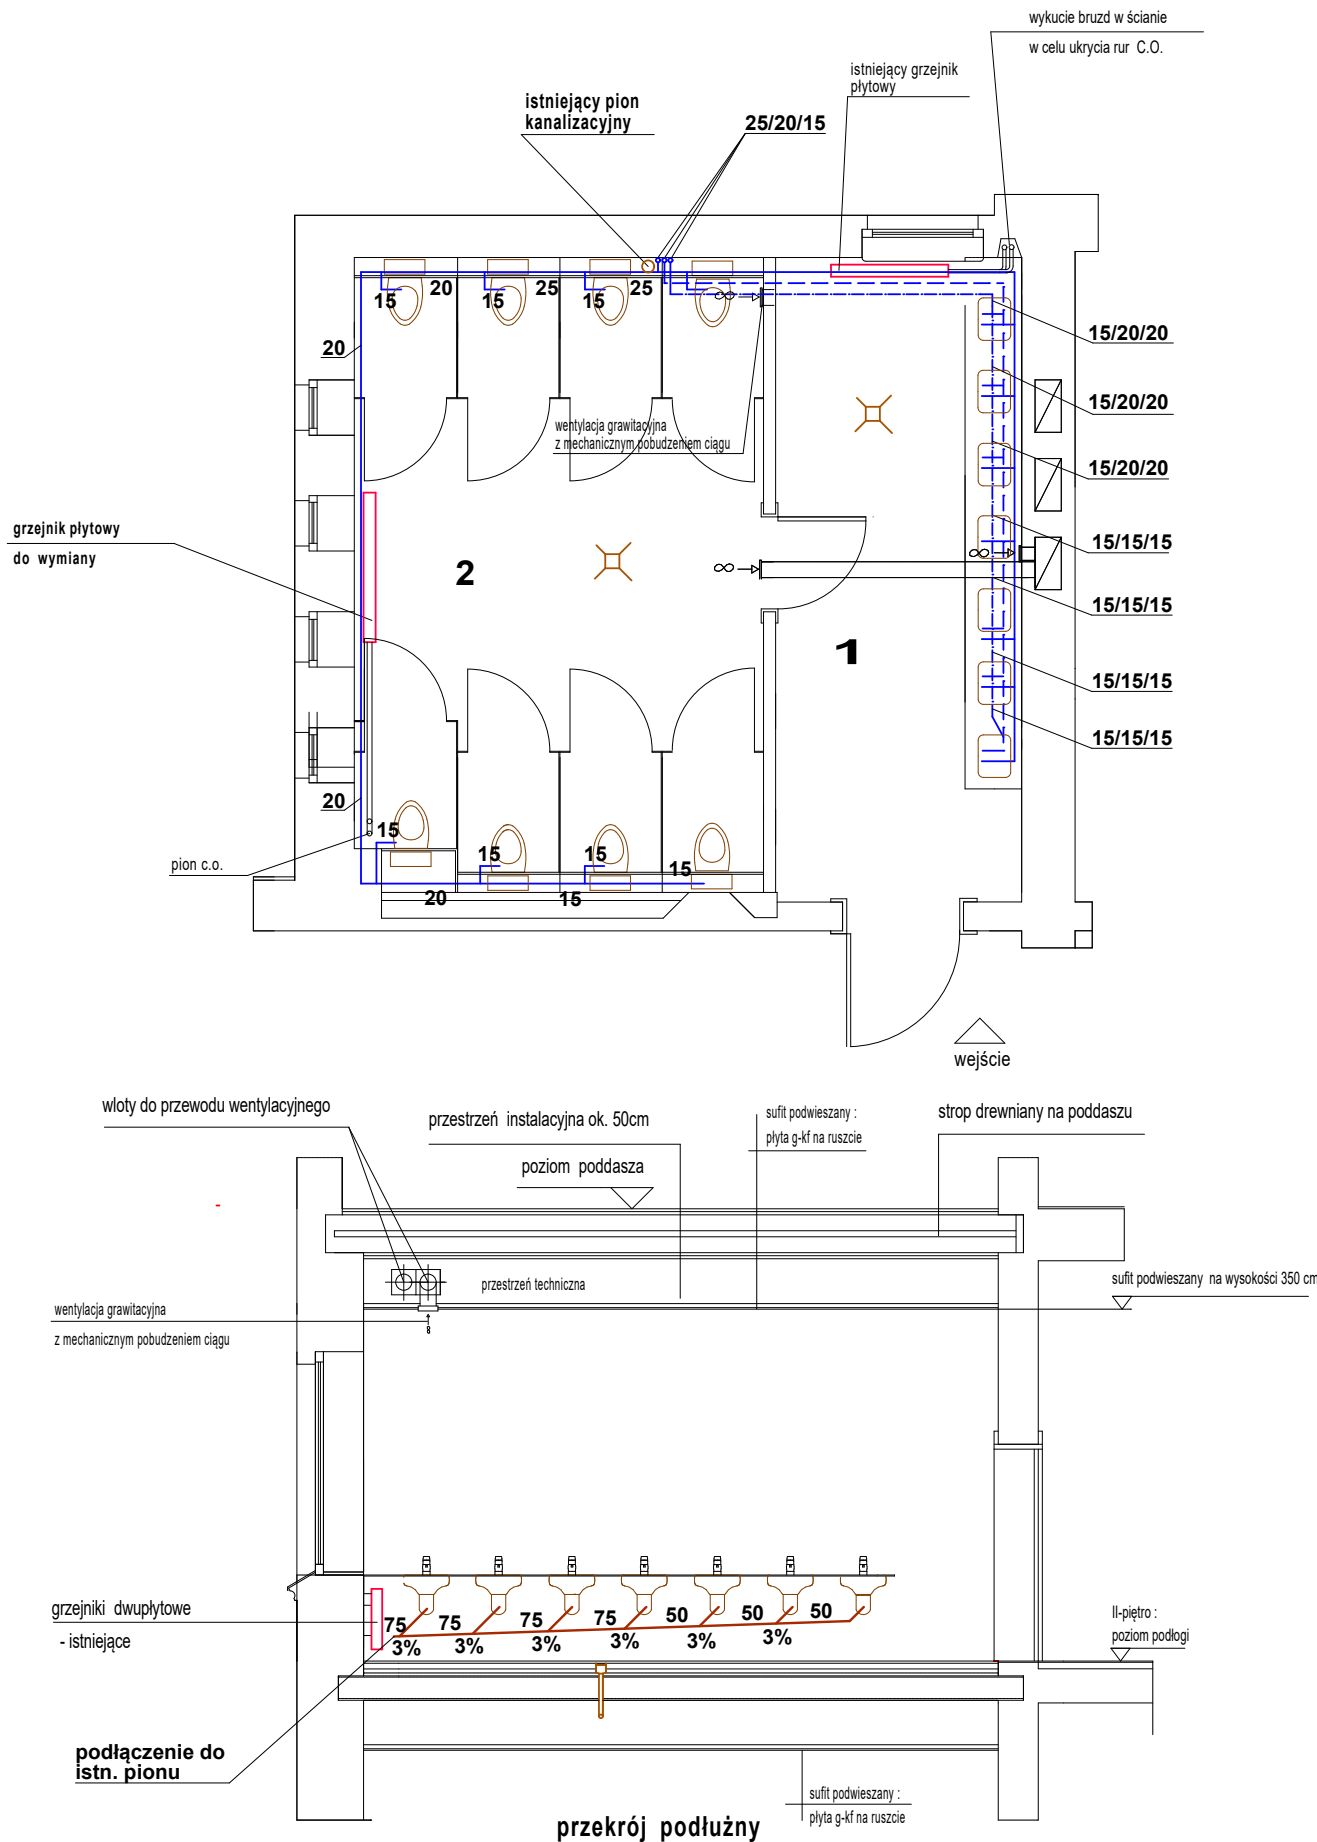 wykucie bruzd w ścianie
w celu ukrycia rur C.O.
istniejący grzejnik
płytowy
istniejący pion
kanalizacyjny
25/20/15
15
20
15
25
15
25
20
15/20/20
15/20/20
15/20/20
15/15/15
15/15/15
15/15/15
15/15/15
wentylacja grawitacyjna
z mechanicznym pobudzeniem ciągu
grzejnik płytowy
do wymiany
2
1
20
15
15
15
15
pion c.o.
20
15
wejście
wloty do przewodu wentylacyjnego
przestrzeń instalacyjna ok. 50cm
sufit podwieszany :
płyta g-kf na ruszcie
strop drewniany na poddaszu
poziom poddasza
przestrzeń techniczna
sufit podwieszany na wysokości 350 cm
wentylacja grawitacyjna
z mechanicznym pobudzeniem ciągu
grzejniki dwupłytowe
- istniejące
75
75
75
75
50
50
50
3%
3%
3%
3%
3%
3%
II-piętro :
poziom podłogi
podłączenie do
istn. pionu
sufit podwieszany :
płyta g-kf na ruszcie
przekrój podłużny